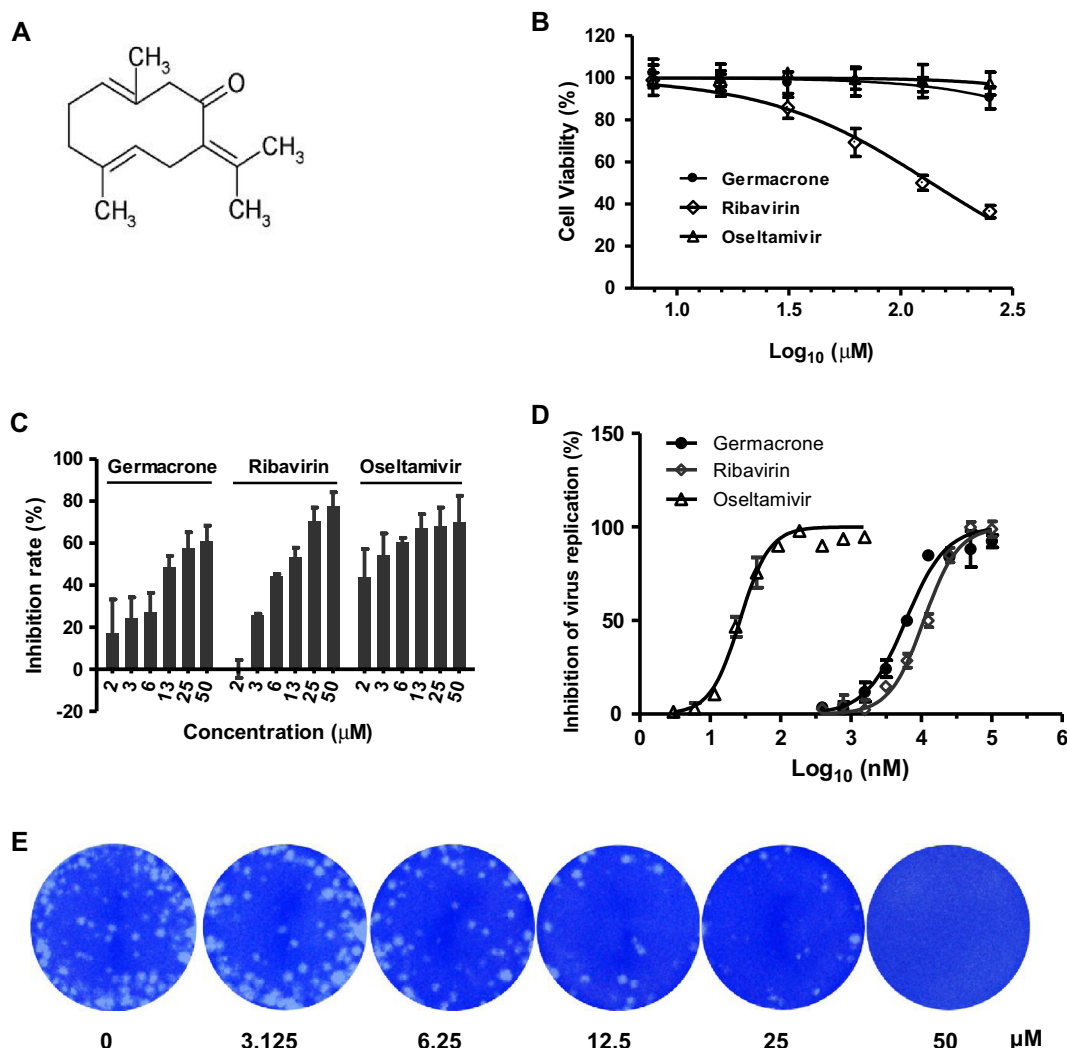 A
CH3
O
CH3
CH3
CH3
B
Cell Viability (%)
120
100
80
60
40
20
0
Germacrone
Ribavirin
Oseltamivir
1.0 1.5 2.0 2.5
Log10 (μM)
C
Inhibition rate (%)
100
80
60
40
20
0
-20
Germacrone Ribavirin Oseltamivir
2 3 6 13 25 50 2 3 6 13 25 50 2 3 6 13 25 50
Concentration (μM)
D
Inhibition of virus replication (%)
150
100
50
0
Germacrone
Ribavirin
Oseltamivir
0 1 2 3 4 5 6
Log10 (nM)
E
0 3.125 6.25 12.5 25 50 μM